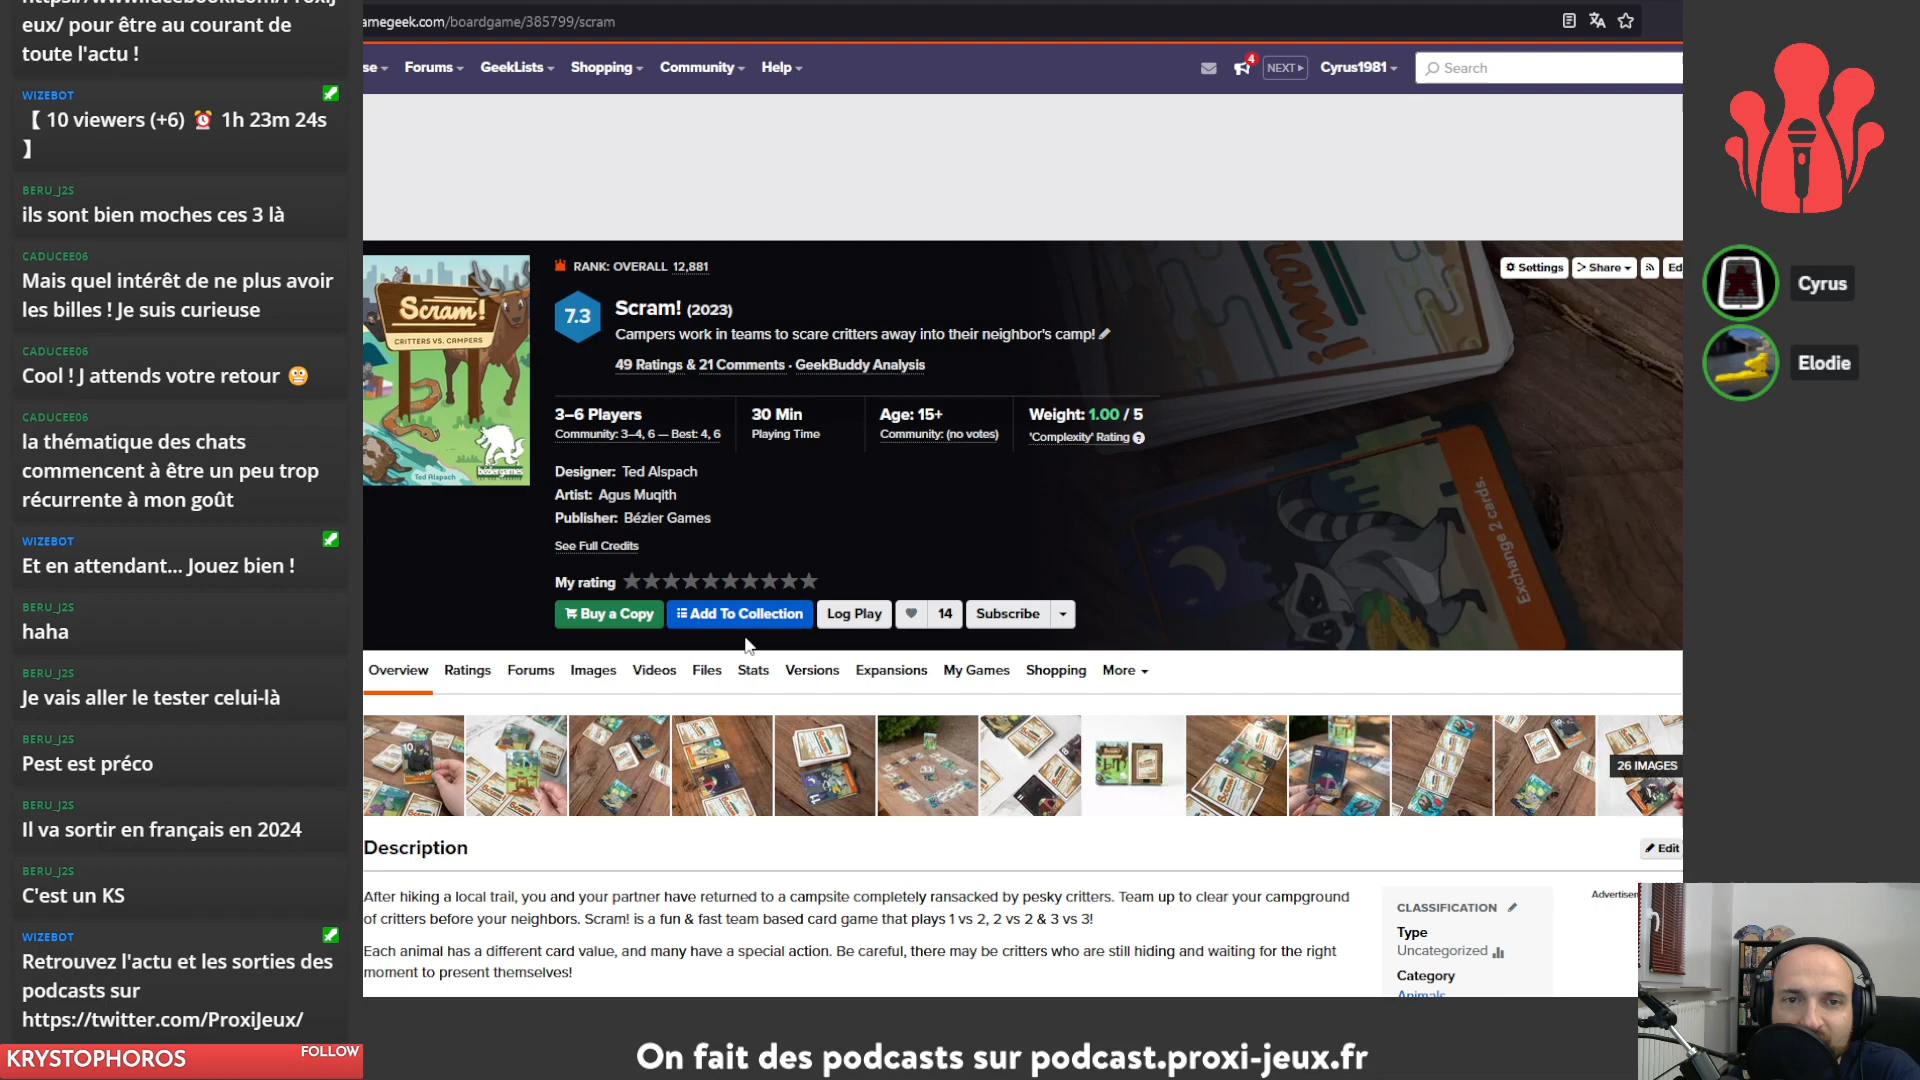 https://www.facebook.com/ProxiJ
eux/ pour être au courant de
toute l'actu !
WIZEBOT
【 10 viewers (+6) ⏰ 1h 23m 24s
】
BERU_J2S
ils sont bien moches ces 3 là
CADUCEE06
Mais quel intérêt de ne plus avoir
les billes ! Je suis curieuse
CADUCEE06
Cool ! J attends votre retour 😬
CADUCEE06
la thématique des chats
commencent à être un peu trop
récurrente à mon goût
WIZEBOT
Et en attendant... Jouez bien !
BERU_J2S
haha
BERU_J2S
Je vais aller le tester celui-là
BERU_J2S
Pest est préco
BERU_J2S
Il va sortir en français en 2024
BERU_J2S
C'est un KS
WIZEBOT
Retrouvez l'actu et les sorties des
podcasts sur
https://twitter.com/ProxiJeux/
KRYSTOPHOROS FOLLOW
amegeek.com/boardgame/385799/scram
se Forums GeekLists Shopping Community Help 4 NEXT Cyrus1981 Search
RANK: OVERALL 12,881
Settings Share Ed
7.3
Scram! (2023)
Campers work in teams to scare critters away into their neighbor's camp!
49 Ratings & 21 Comments · GeekBuddy Analysis
3–6 Players 30 Min Age: 15+ Weight: 1.00 / 5
Community: 3–4, 6 — Best: 4, 6 Playing Time Community: (no votes) 'Complexity' Rating ?
Designer: Ted Alspach
Artist: Agus Muqith
Publisher: Bézier Games
See Full Credits
My rating
Buy a Copy Add To Collection Log Play 14 Subscribe
Scram!
CRITTERS VS. CAMPERS
béziergames
Ted Alspach
Exchange 2 cards.
Overview Ratings Forums Images Videos Files Stats Versions Expansions My Games Shopping More
26 IMAGES
Description
Edit
After hiking a local trail, you and your partner have returned to a campsite completely ransacked by pesky critters. Team up to clear your campground
of critters before your neighbors. Scram! is a fun & fast team based card game that plays 1 vs 2, 2 vs 2 & 3 vs 3!
Each animal has a different card value, and many have a special action. Be careful, there may be critters who are still hiding and waiting for the right
moment to present themselves!
CLASSIFICATION
Type
Uncategorized
Category
Animals
Advertisem
Cyrus
Elodie
On fait des podcasts sur podcast.proxi-jeux.fr